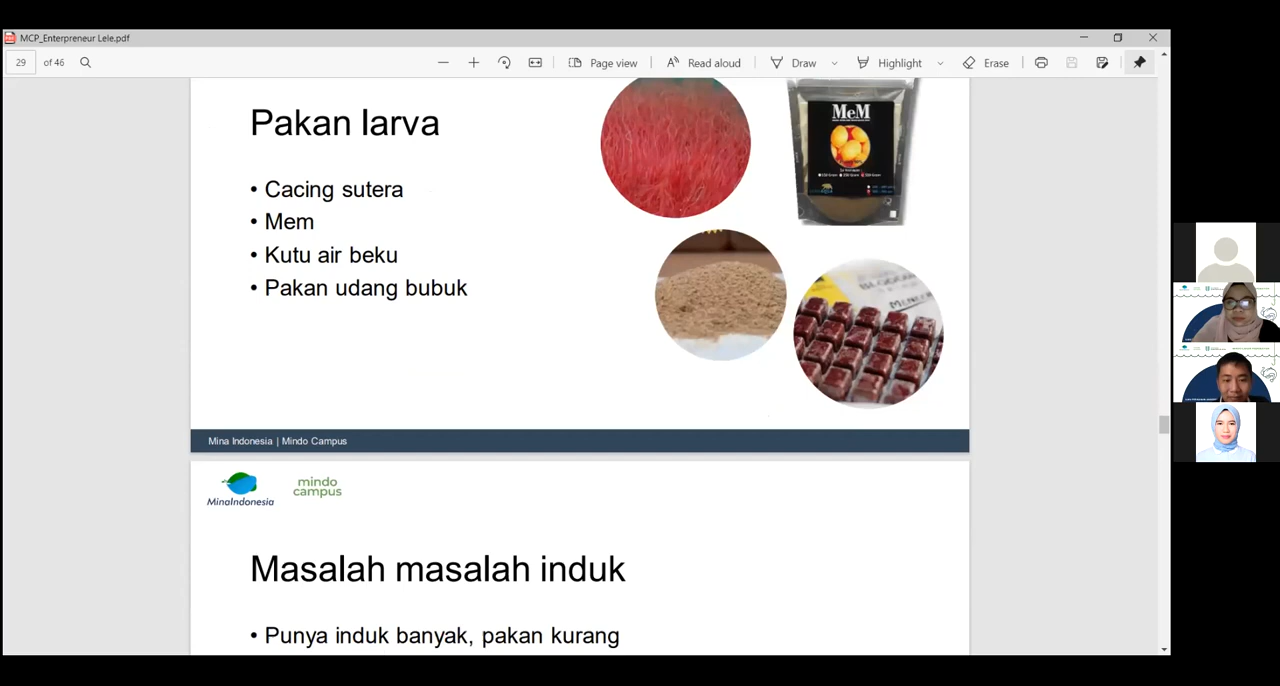 MCP_Enterpreneur Lele.pdf
29 of 46
Page view
Read aloud
Draw
Highlight
Erase
Pakan larva
MeM
• Cacing sutera
• Mem
• Kutu air beku
• Pakan udang bubuk
Mina Indonesia | Mindo Campus
MinaIndonesia
mindo
campus
Masalah masalah induk
• Punya induk banyak, pakan kurang